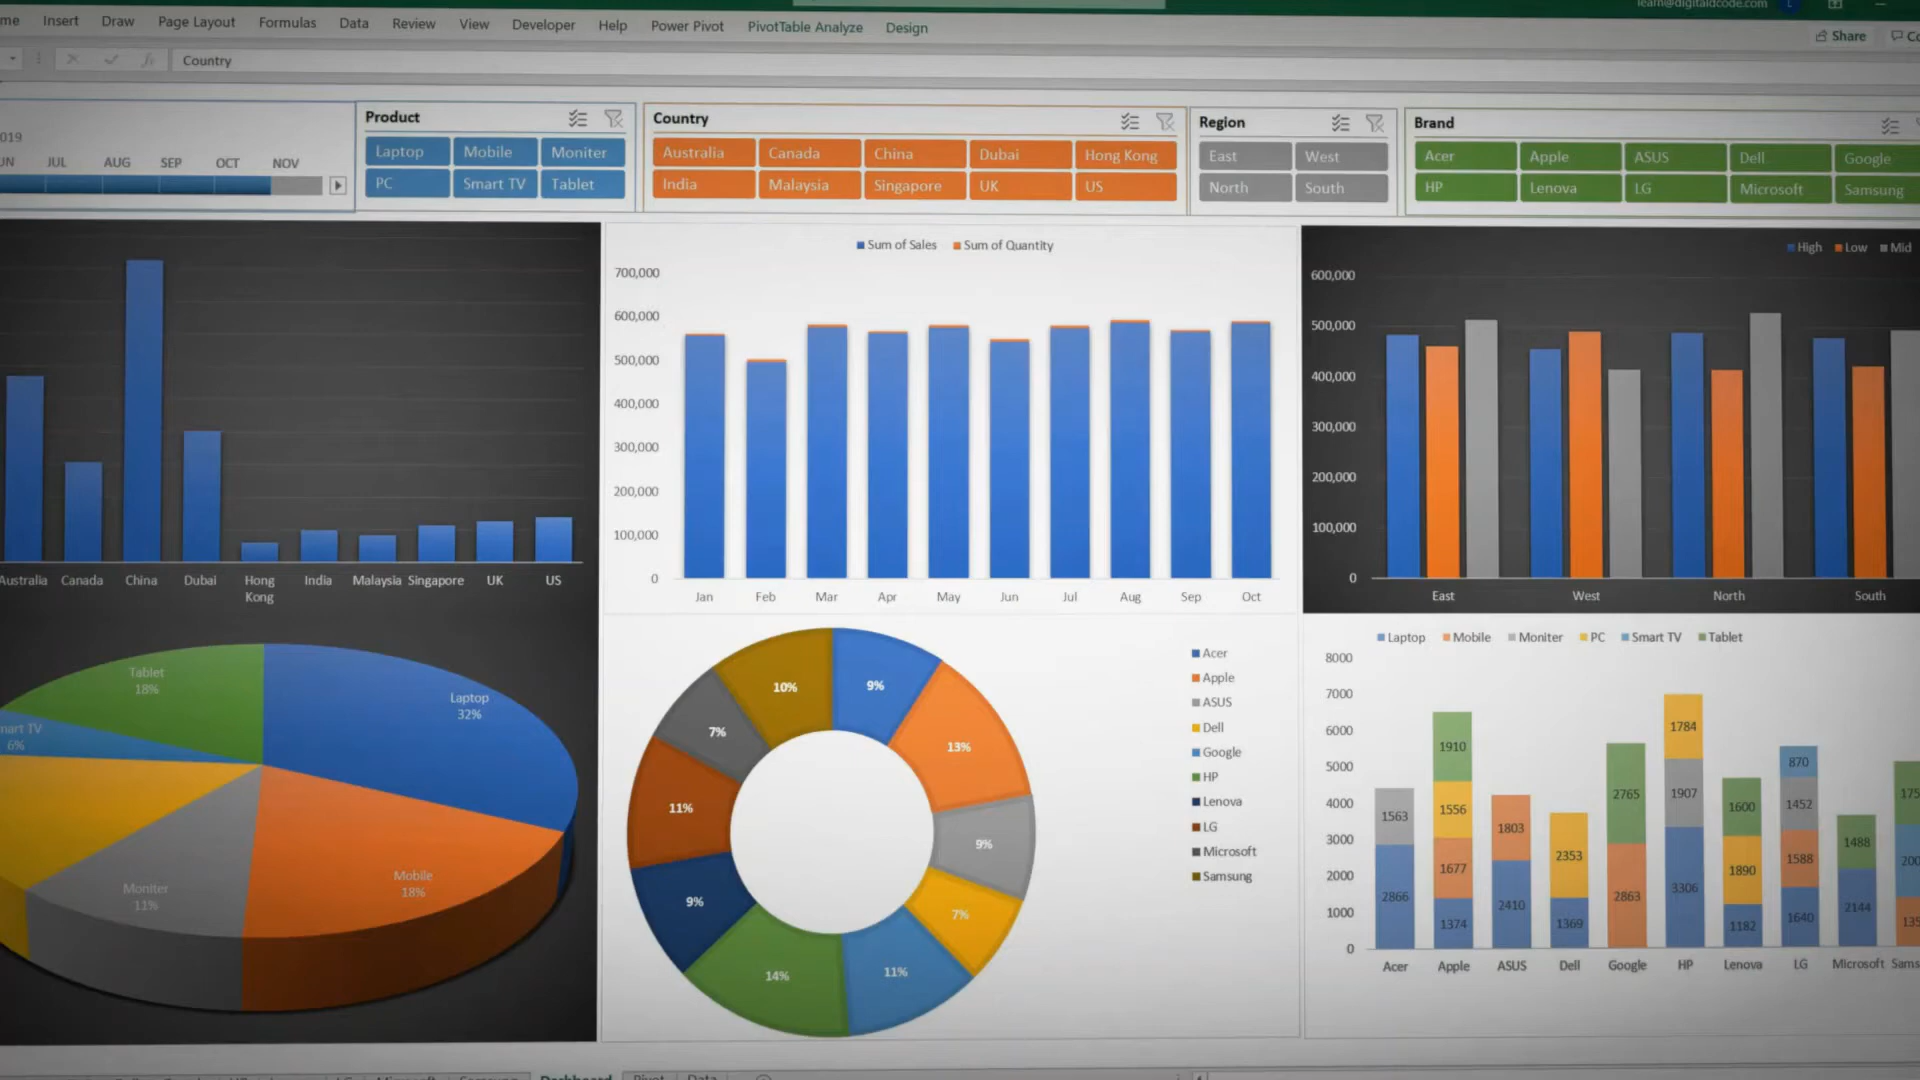 learn@digitaldcode.com
Insert Draw Page Layout Formulas Data Review View Developer Help Power Pivot PivotTable Analyze Design
Share
Country
Product
Country
Region
Brand
JUL AUG SEP OCT NOV
Laptop Mobile Moniter
PC Smart TV Tablet
Australia Canada China Dubai Hong Kong
India Malaysia Singapore UK US
East West
North South
Acer Apple ASUS Dell Google
HP Lenova LG Microsoft Samsung
Australia Canada China Dubai Hong Kong India Malaysia Singapore UK US
Sum of Sales Sum of Quantity
700,000
600,000
500,000
400,000
300,000
200,000
100,000
0
Jan Feb Mar Apr May Jun Jul Aug Sep Oct
High Low Mid
600,000
500,000
400,000
300,000
200,000
100,000
0
East West North South
Tablet
18%
Laptop
32%
6%
Moniter
11%
Mobile
18%
10%
9%
7%
13%
11%
9%
9%
7%
14%
11%
Acer
Apple
ASUS
Dell
Google
HP
Lenova
LG
Microsoft
Samsung
Laptop Mobile Moniter PC Smart TV Tablet
8000
7000
6000
5000
4000
3000
2000
1000
0
1563
2866
1910
1556
1677
1374
1803
2410
2353
1369
2765
2863
1784
1907
3306
1600
1890
1182
870
1452
1588
1640
1488
2144
Acer Apple ASUS Dell Google HP Lenova LG Microsoft
Dashboard Pivot Data